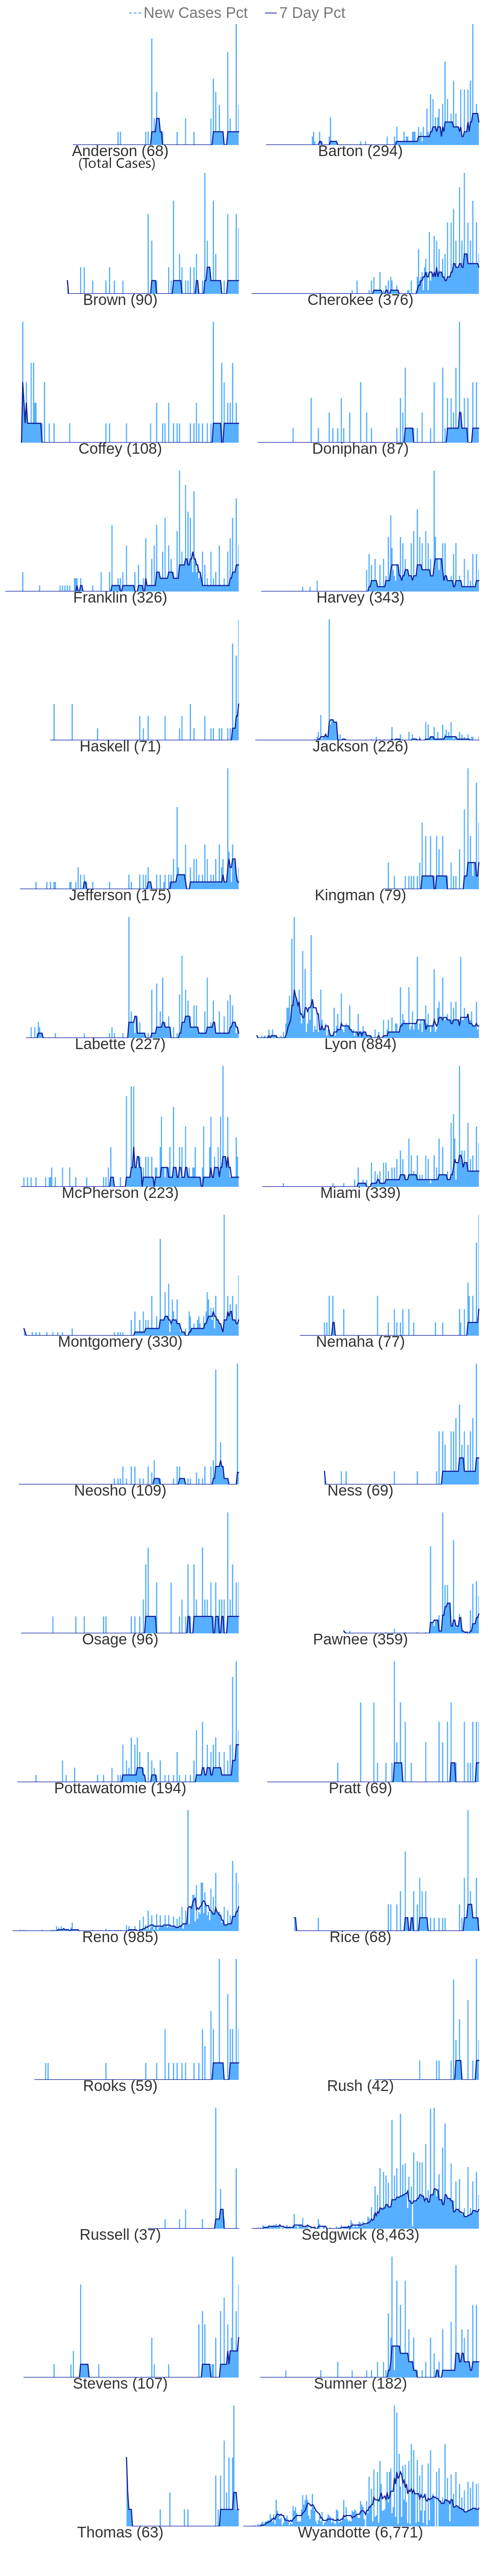 New Cases Pct 7 Day Pct
Anderson (68) Barton (294)
(Total Cases)
Brown (90) Cherokee (376)
Coffey (108) Doniphan (87)
Franklin (326) Harvey (343)
Haskell (71) Jackson (226)
Jefferson (175) Kingman (79)
Labette (227) Lyon (884)
McPherson (223) Miami (339)
Montgomery (330) Nemaha (77)
Neosho (109) Ness (69)
Osage (96) Pawnee (359)
Pottawatomie (194) Pratt (69)
Reno (985) Rice (68)
Rooks (59) Rush (42)
Russell (37) Sedgwick (8,463)
Stevens (107) Sumner (182)
Thomas (63) Wyandotte (6,771)